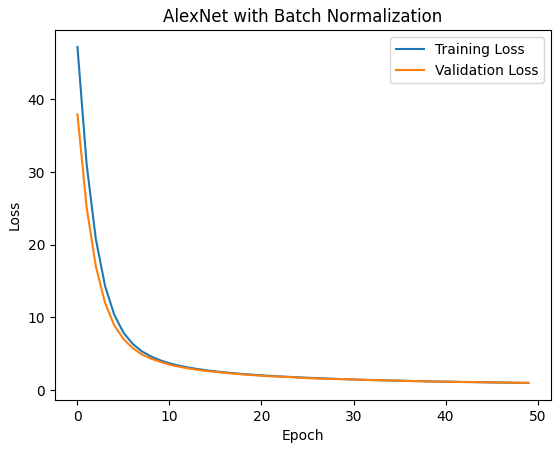 AlexNet with Batch Normalization
Training Loss
Validation Loss
40
30
20
10
0
Loss
0 10 20 30 40 50
Epoch